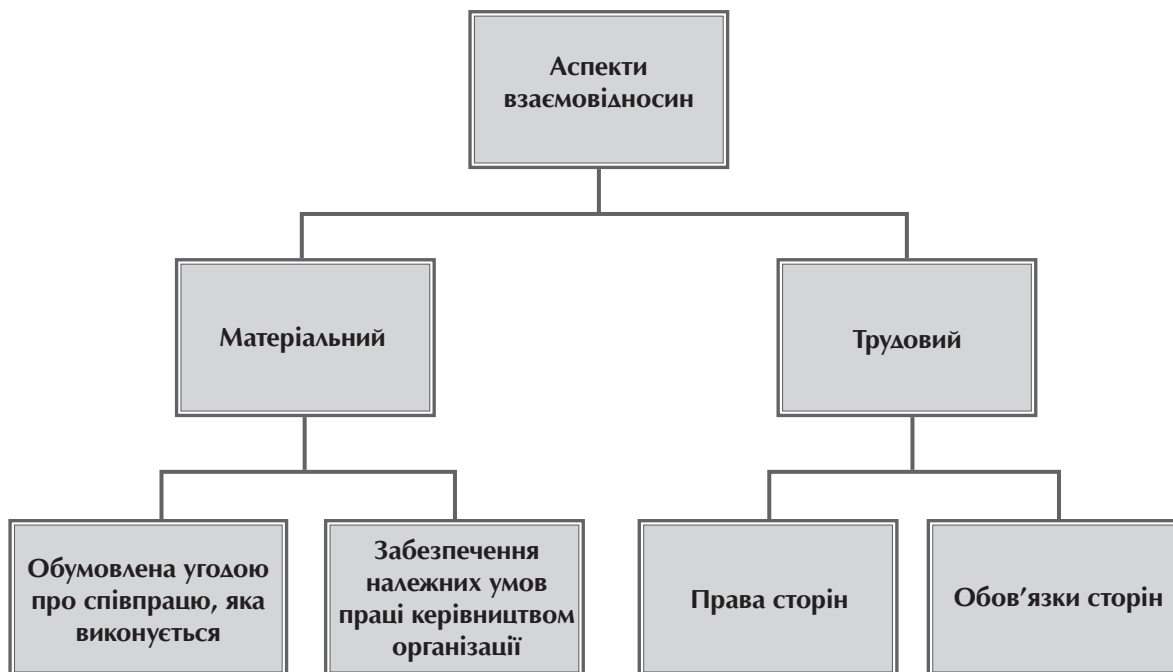 Аспекти
взаємовідносин
Матеріальний
Трудовий
Обумовлена угодою
про співпрацю, яка
виконується
Забезпечення
належних умов
праці керівництвом
організації
Права сторін
Обов’язки сторін